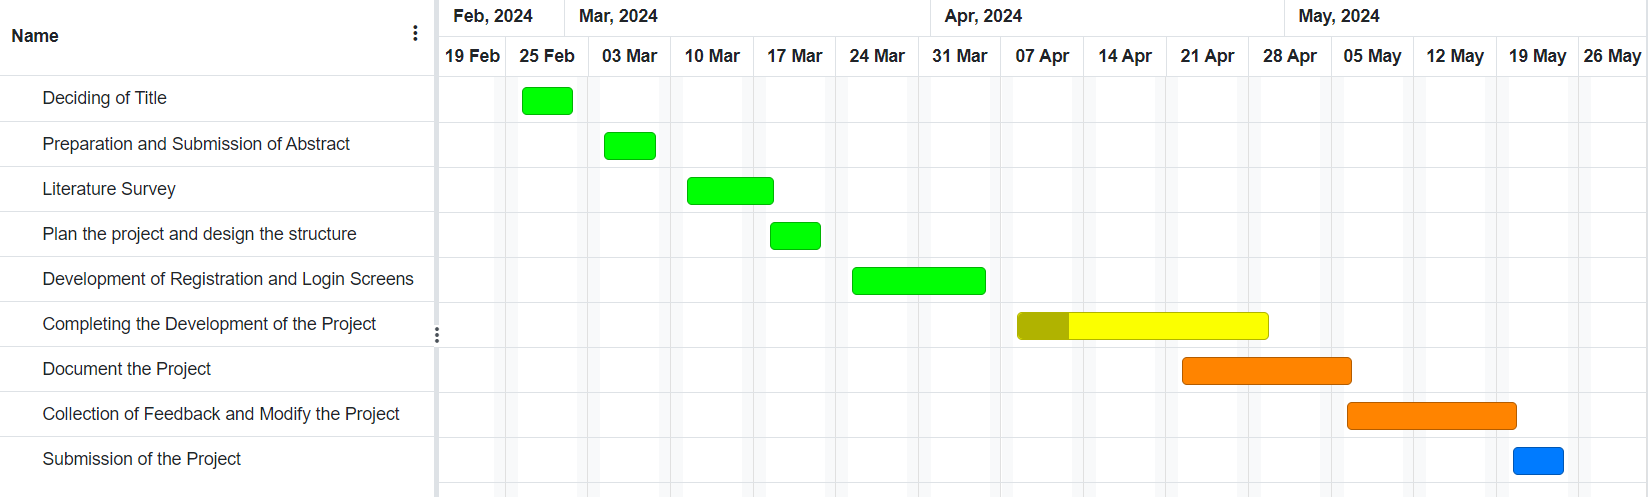 Feb, 2024 Mar, 2024 Apr, 2024 May, 2024
Name
19 Feb 25 Feb 03 Mar 10 Mar 17 Mar 24 Mar 31 Mar 07 Apr 14 Apr 21 Apr 28 Apr 05 May 12 May 19 May 26 May
Deciding of Title
Preparation and Submission of Abstract
Literature Survey
Plan the project and design the structure
Development of Registration and Login Screens
Completing the Development of the Project
Document the Project
Collection of Feedback and Modify the Project
Submission of the Project